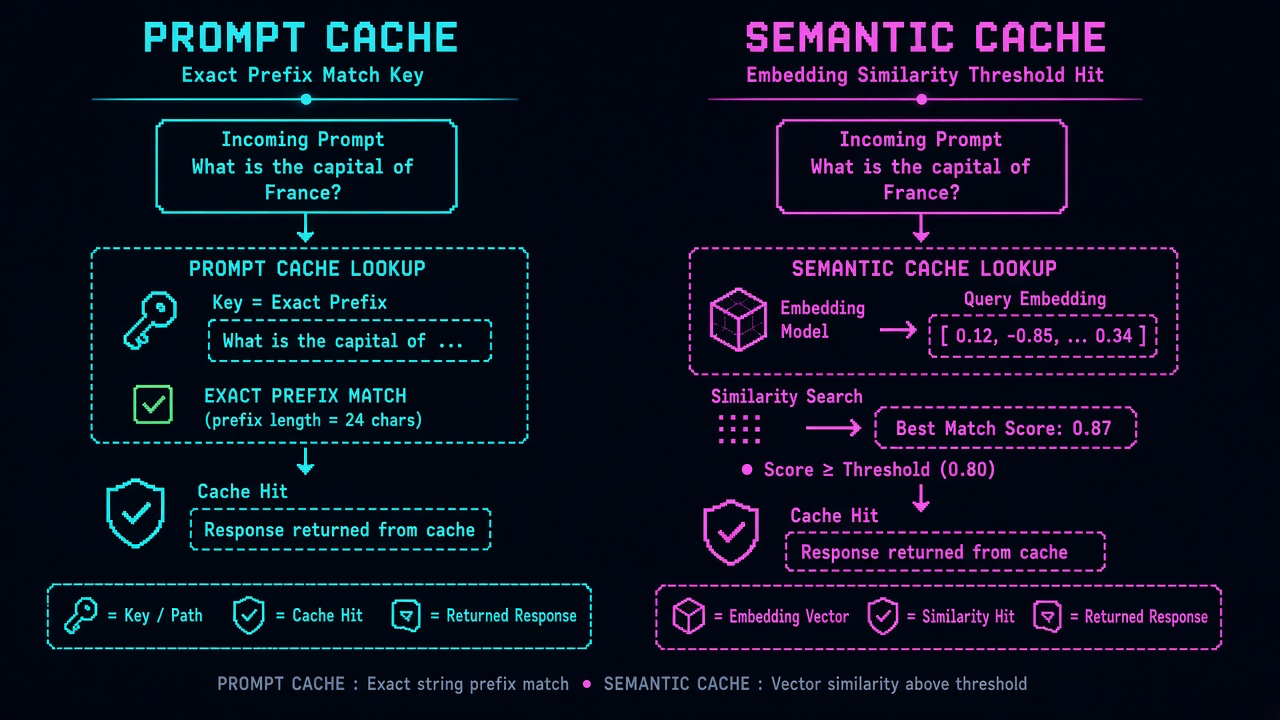 PROMPT CACHE
Exact Prefix Match Key
Incoming Prompt
What is the capital of
France?
PROMPT CACHE LOOKUP
Key = Exact Prefix
What is the capital of ...
EXACT PREFIX MATCH
(prefix length = 24 chars)
Cache Hit
Response returned from cache
= Key / Path
= Cache Hit
= Returned Response
SEMANTIC CACHE
Embedding Similarity Threshold Hit
Incoming Prompt
What is the capital of
France?
SEMANTIC CACHE LOOKUP
Embedding
Model
Query Embedding
[ 0.12, -0.85, ... 0.34 ]
Similarity Search
Best Match Score: 0.87
Score ≥ Threshold (0.80)
Cache Hit
Response returned from cache
= Embedding Vector
= Similarity Hit
= Returned Response
PROMPT CACHE : Exact string prefix match ● SEMANTIC CACHE : Vector similarity above threshold